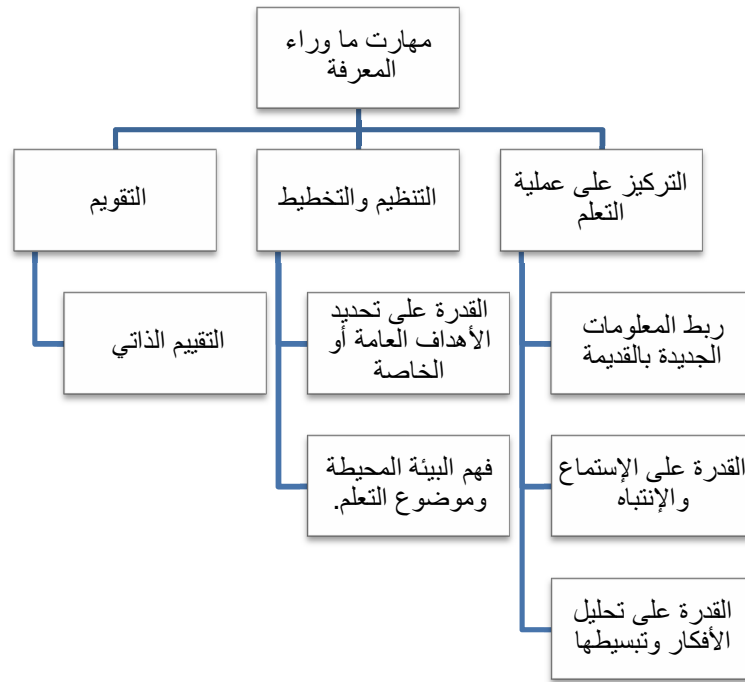 مهارت ما وراء
المعرفة
التركيز على عملية
التعلم
التنظيم والتخطيط
التقويم
ربط المعلومات
الجديدة بالقديمة
القدرة على الإستماع
والإنتباه
القدرة على تحليل
الأفكار وتبسيطها
القدرة على تحديد
الأهداف العامة أو
الخاصة
فهم البيئة المحيطة
وموضوع التعلم.
التقييم الذاتي